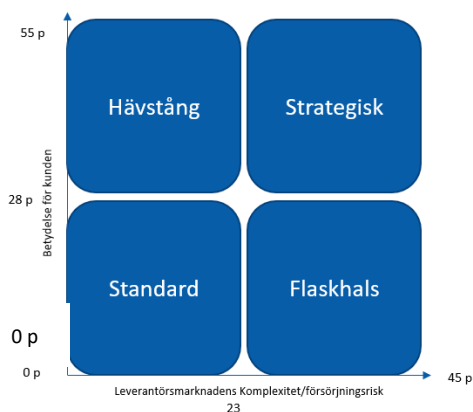 55 p
Hävstång
Strategisk
Betydelse för kunden
28 p
Standard
Flaskhals
0 p
0 p
45 p
Leverantörsmarknadens Komplexitet/försörjningsrisk
23